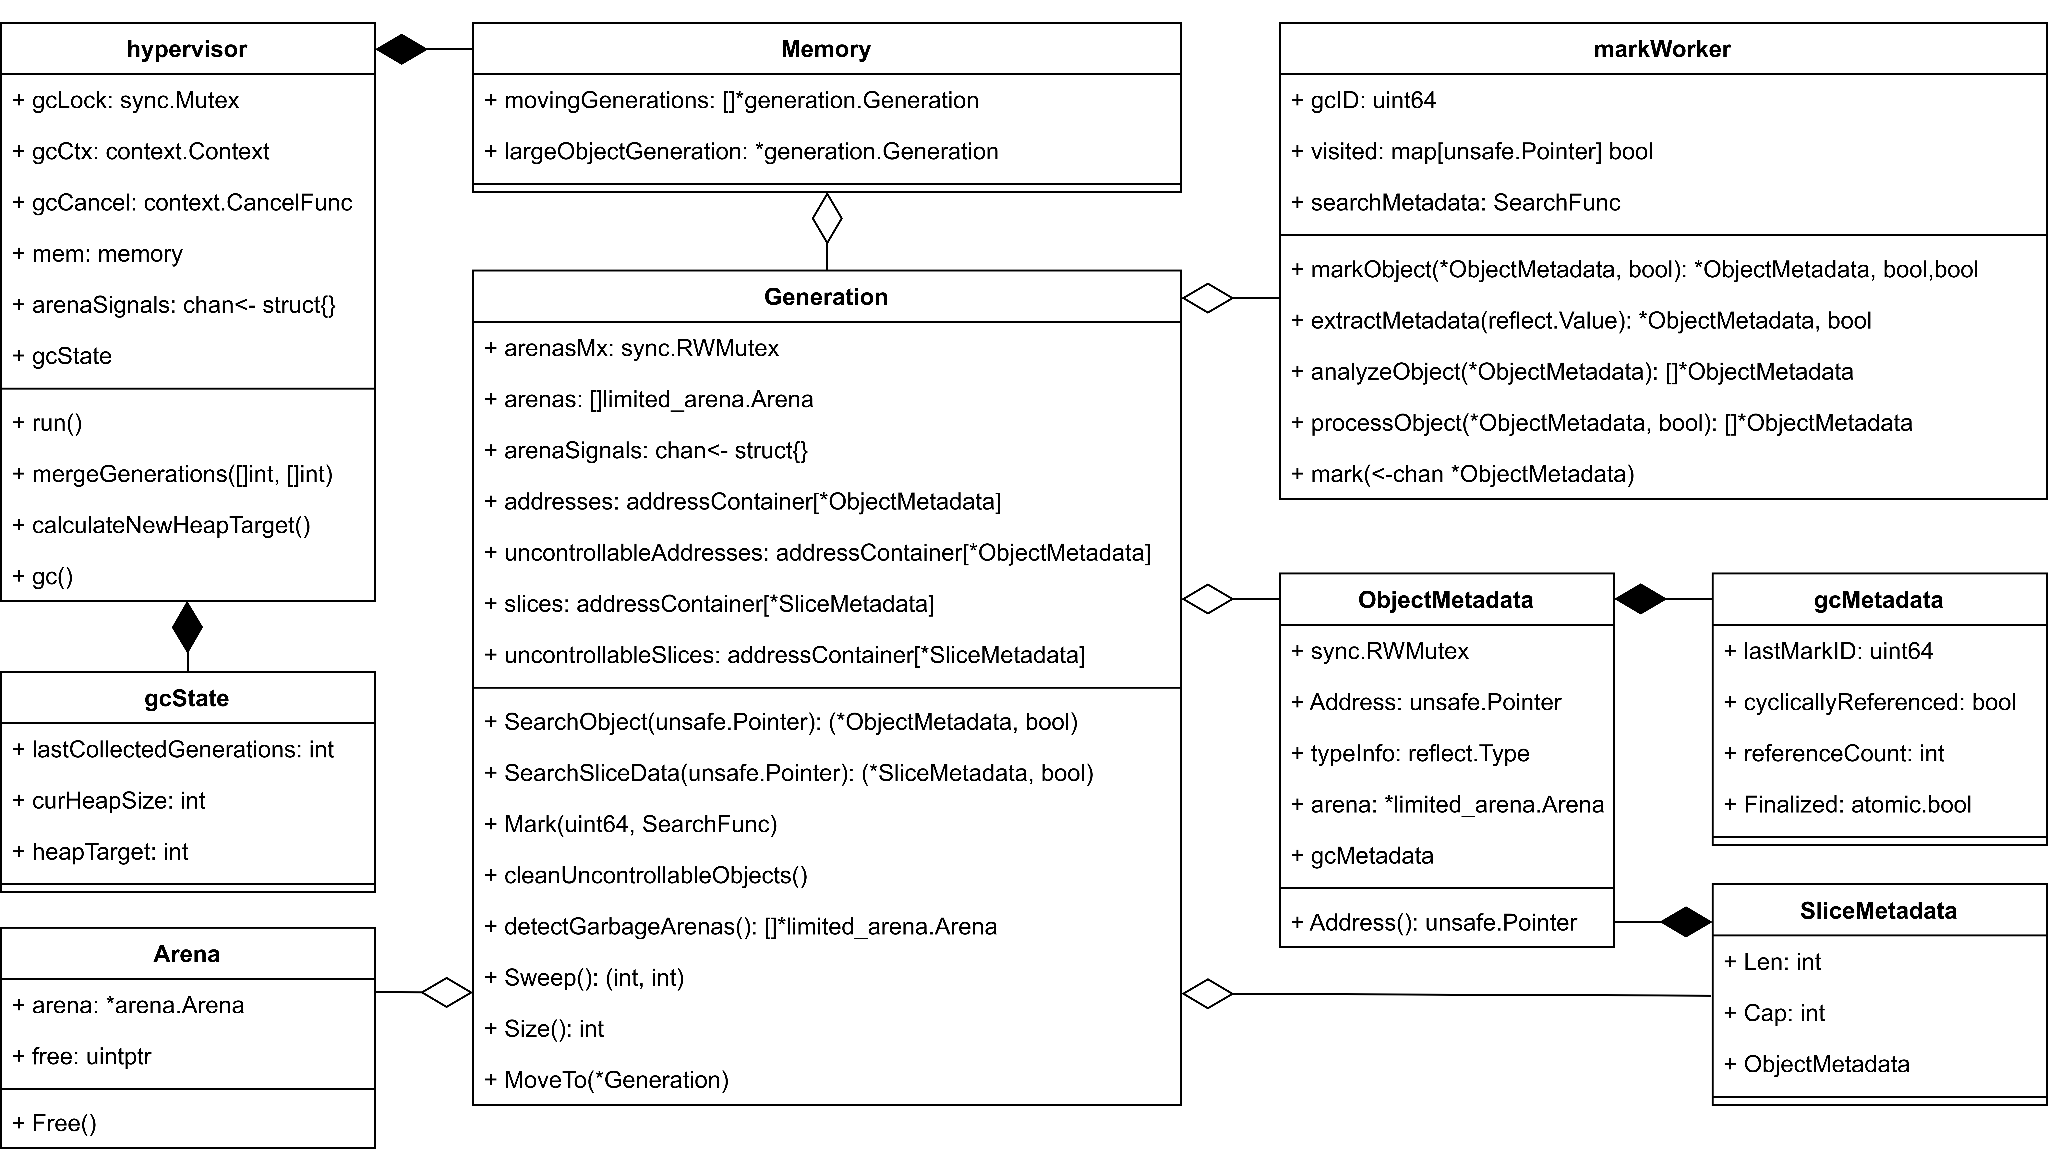 hypervisor
+ gcLock: sync.Mutex
+ gcCtx: context.Context
+ gcCancel: context.CancelFunc
+ mem: memory
+ arenaSignals: chan<- struct{}
+ gcState
+ run()
+ mergeGenerations([]int, []int)
+ calculateNewHeapTarget()
+ gc()
gcState
+ lastCollectedGenerations: int
+ curHeapSize: int
+ heapTarget: int
Arena
+ arena: *arena.Arena
+ free: uintptr
+ Free()
Memory
+ movingGenerations: []*generation.Generation
+ largeObjectGeneration: *generation.Generation
Generation
+ arenasMx: sync.RWMutex
+ arenas: []limited_arena.Arena
+ arenaSignals: chan<- struct{}
+ addresses: addressContainer[*ObjectMetadata]
+ uncontrollableAddresses: addressContainer[*ObjectMetadata]
+ slices: addressContainer[*SliceMetadata]
+ uncontrollableSlices: addressContainer[*SliceMetadata]
+ SearchObject(unsafe.Pointer): (*ObjectMetadata, bool)
+ SearchSliceData(unsafe.Pointer): (*SliceMetadata, bool)
+ Mark(uint64, SearchFunc)
+ cleanUncontrollableObjects()
+ detectGarbageArenas(): []*limited_arena.Arena
+ Sweep(): (int, int)
+ Size(): int
+ MoveTo(*Generation)
markWorker
+ gcID: uint64
+ visited: map[unsafe.Pointer] bool
+ searchMetadata: SearchFunc
+ markObject(*ObjectMetadata, bool): *ObjectMetadata, bool,bool
+ extractMetadata(reflect.Value): *ObjectMetadata, bool
+ analyzeObject(*ObjectMetadata): []*ObjectMetadata
+ processObject(*ObjectMetadata, bool): []*ObjectMetadata
+ mark(<-chan *ObjectMetadata)
ObjectMetadata
+ sync.RWMutex
+ Address: unsafe.Pointer
+ typeInfo: reflect.Type
+ arena: *limited_arena.Arena
+ gcMetadata
+ Address(): unsafe.Pointer
gcMetadata
+ lastMarkID: uint64
+ cyclicallyReferenced: bool
+ referenceCount: int
+ Finalized: atomic.bool
SliceMetadata
+ Len: int
+ Cap: int
+ ObjectMetadata